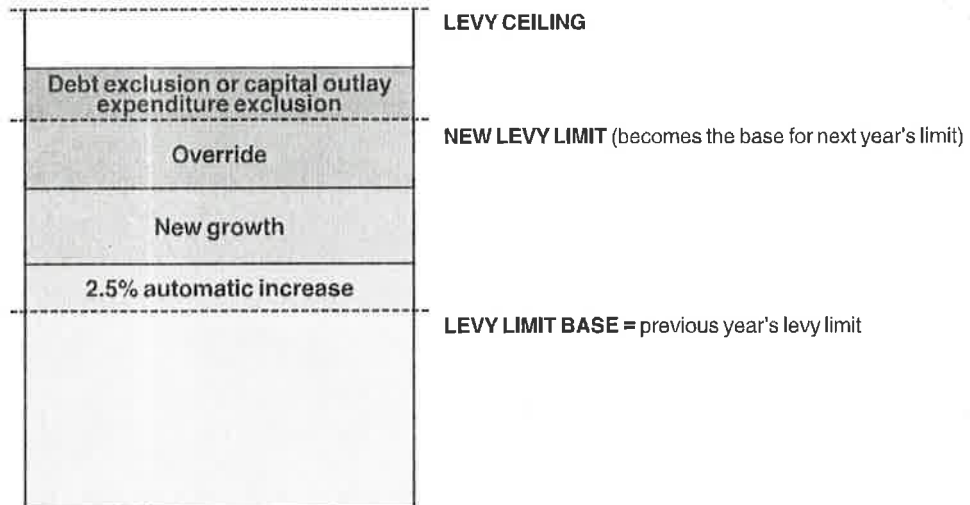 LEVY CEILING
Debt exclusion or capital outlay
expenditure exclusion
NEW LEVY LIMIT (becomes the base for next year's limit)
Override
New growth
2.5% automatic increase
LEVY LIMIT BASE = previous year's levy limit